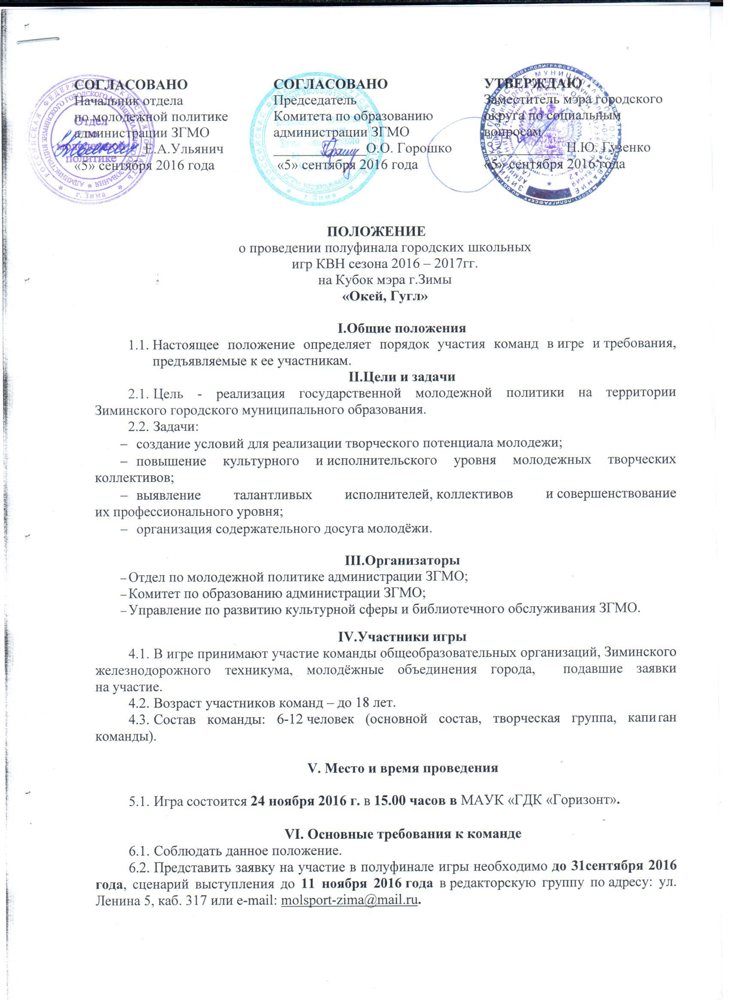 СОГЛАСОВАНО
Начальник отдела
по молодежной политике
администрации ЗГМО
__________Е.А.Ульянич
«5» сентября 2016 года
СОГЛАСОВАНО
Председатель
Комитета по образованию
администрации ЗГМО
____________О.О. Горошко
«5» сентября 2016 года
УТВЕРЖДАЮ
Заместитель мэра городского
округа по социальным
вопросам
___________Н.Ю. Гузенко
«5» сентября 2016 года
Отдел
по
молодежной
политике
г. Зима
г Зима
ПОЛОЖЕНИЕ
о проведении полуфинала городских школьных
игр КВН сезона 2016 – 2017гг.
на Кубок мэра г.Зимы
«Окей, Гугл»
I.Общие положения
1.1. Настоящее положение определяет порядок участия команд в игре и требования,
предъявляемые к ее участникам.
II.Цели и задачи
2.1. Цель - реализация государственной молодежной политики на территории
Зиминского городского муниципального образования.
2.2. Задачи:
– создание условий для реализации творческого потенциала молодежи;
– повышение культурного и исполнительского уровня молодежных творческих
коллективов;
– выявление талантливых исполнителей, коллективов и совершенствование
их профессионального уровня;
– организация содержательного досуга молодёжи.
III.Организаторы
– Отдел по молодежной политике администрации ЗГМО;
– Комитет по образованию администрации ЗГМО;
– Управление по развитию культурной сферы и библиотечного обслуживания ЗГМО.
IV.Участники игры
4.1. В игре принимают участие команды общеобразовательных организаций, Зиминского
железнодорожного техникума, молодёжные объединения города, подавшие заявки
на участие.
4.2. Возраст участников команд – до 18 лет.
4.3. Состав команды: 6-12 человек (основной состав, творческая группа, капитан
команды).
V. Место и время проведения
5.1. Игра состоится 24 ноября 2016 г. в 15.00 часов в МАУК «ГДК «Горизонт».
VI. Основные требования к команде
6.1. Соблюдать данное положение.
6.2. Представить заявку на участие в полуфинале игры необходимо до 31сентября 2016
года, сценарий выступления до 11 ноября 2016 года в редакторскую группу по адресу: ул.
Ленина 5, каб. 317 или e-mail: molsport-zima@mail.ru.